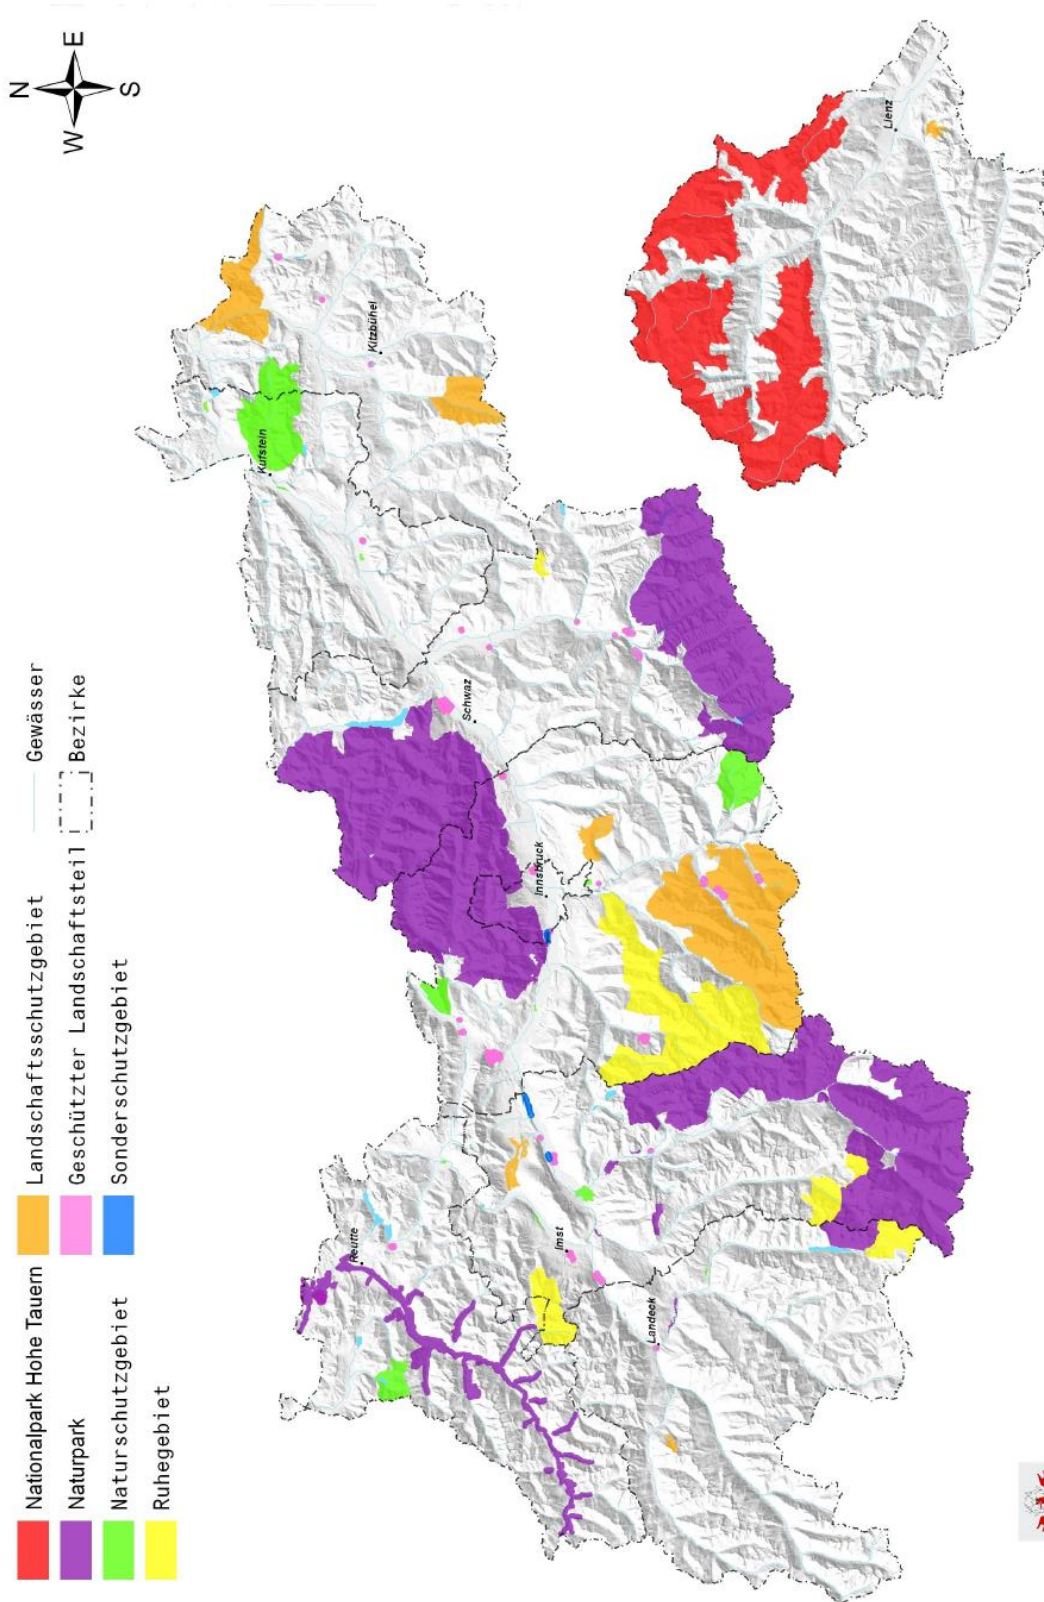 N
E
S
W
Nationalpark Hohe Tauern
Naturpark
Naturschutzgebiet
Ruhegebiet
Landschaftsschutzgebiet
Geschützter Landschaftsteil
Sonderschutzgebiet
Gewässer
Bezirke
Kufstein
Kitzbühel
Lienz
Schwaz
Innsbruck
Reutte
Imst
Landeck